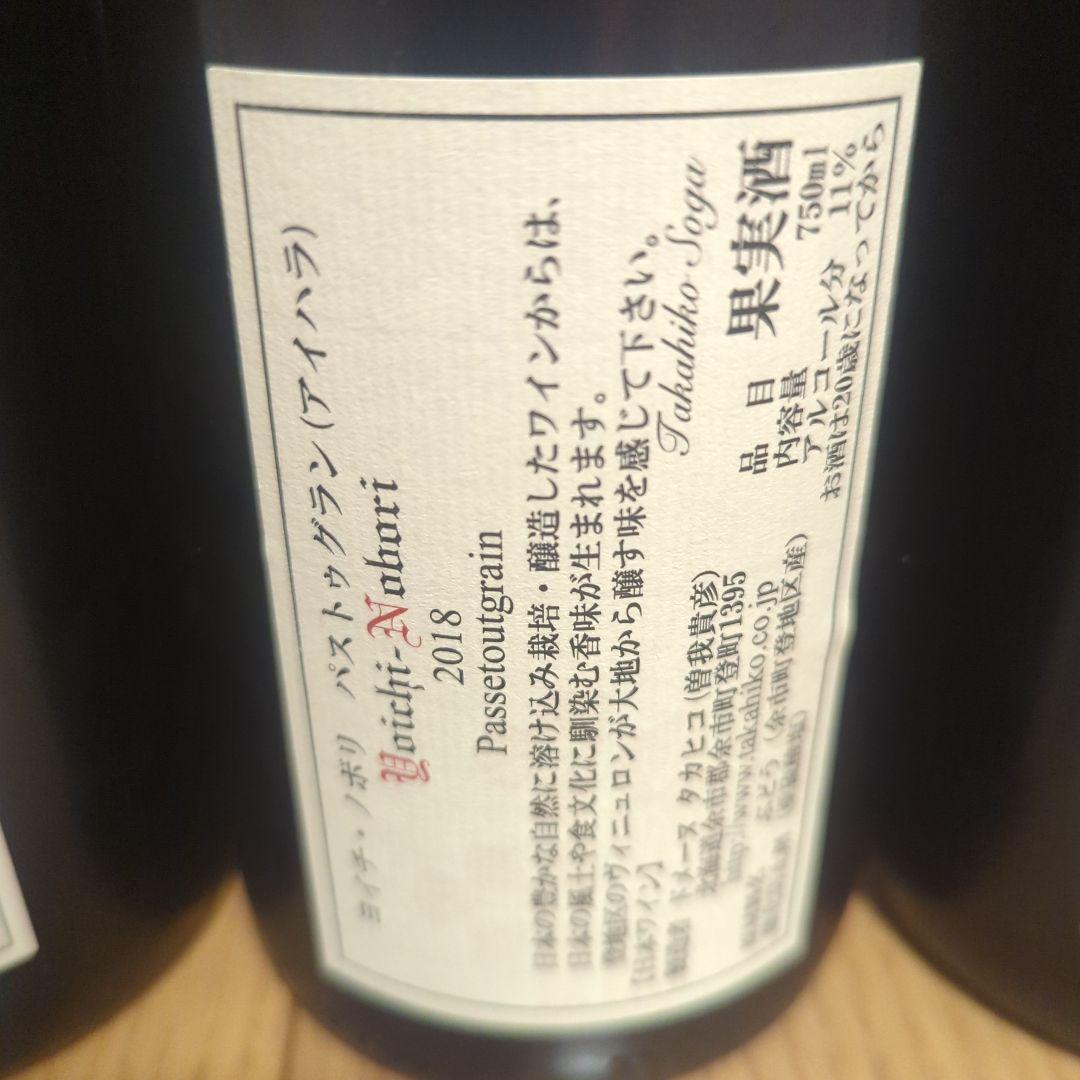 ヨイチ・ノボリ パストゥグラン(アイハラ)
Yoichi-Nobori
2018
Passetoutgrain
日本の豊かな自然に溶け込み栽培・醸造したワインからは、
日本の風土や食文化に馴染む香味が生まれます。
登地区のヴィニュロンが大地から醸す味を感じて下さい。
Takahiko Soga
【日本ワイン】
製造者 ドメーヌ タカヒコ(曽我貴彦)
北海道余市郡余市町登町1395
http://www.takahiko.co.jp
ぶどう (余市町登地区産)
品目 果実酒
内容量 750ml
アルコール分 11%
お酒は20歳になってから